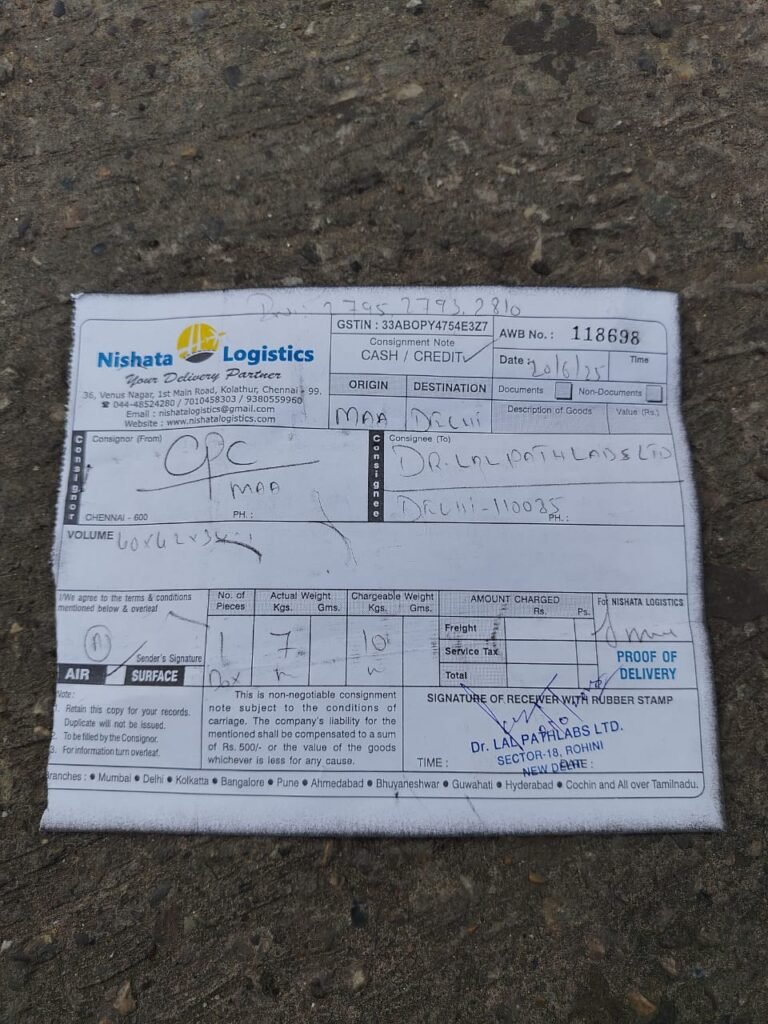 2795, 2793, 2810
Nishata Logistics
Your Delivery Partner
36, Venus Nagar, 1st Main Road, Kolathur, Chennai - 99.
☎ 044-48524280 / 7010458303 / 9380559960
Email : nishatalogistics@gmail.com
Website : www.nishatalogistics.com
GSTIN : 33ABOPY4754E3Z7
Consignment Note
CASH / CREDIT ✓
AWB No.: 118698
Date 20/6/25 Time
ORIGIN DESTINATION
MAA DELHI
Documents Non-Documents
Description of Goods Value (Rs.)
Consignor
Consignor (From)
CPC
MAA
CHENNAI - 600 PH. :
Consignee
Consignee (To)
DR. LAL PATHLABS LTD
DELHI-110085
PH. :
VOLUME 60x42x34
I/We agree to the terms & conditions
mentioned below & overleaf
Sender's Signature
AIR SURFACE
No. of Pieces
1
Box
Actual Weight
Kgs. Gms.
7
Chargeable Weight
Kgs. Gms.
10
AMOUNT CHARGED
Rs. Ps.
Freight
Service Tax
Total
For NISHATA LOGISTICS
PROOF OF
DELIVERY
Note:
1. Retain this copy for your records.
Duplicate will not be issued.
2. To be filled by the Consignor.
3. For information turn overleaf.
This is non-negotiable consignment
note subject to the conditions of
carriage. The company's liability for
the mentioned shall be compensated to a sum
of Rs. 500/- or the value of the goods
whichever is less for any cause.
SIGNATURE OF RECEIVER WITH RUBBER STAMP
Dr. LAL PATHLABS LTD.
SECTOR-18, ROHINI
NEW DELHI
TIME : DATE :
Branches : • Mumbai • Delhi • Kolkatta • Bangalore • Pune • Ahmedabad • Bhuyaneshwar • Guwahati • Hyderabad • Cochin and All over Tamilnadu.